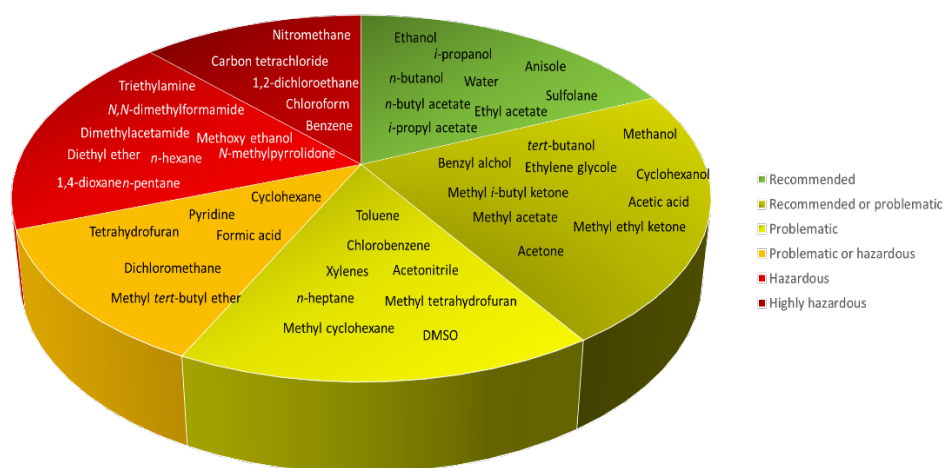 Nitromethane
Carbon tetrachloride
1,2-dichloroethane
Chloroform
Benzene
Ethanol
i-propanol
Anisole
n-butanol
Water
Sulfolane
n-butyl acetate
Ethyl acetate
i-propyl acetate
Triethylamine
N,N-dimethylformamide
Dimethylacetamide
Methoxy ethanol
Diethyl ether
n-hexane
N-methylpyrrolidone
1,4-dioxane
n-pentane
Methanol
tert-butanol
Benzyl alchol
Ethylene glycole
Cyclohexanol
Methyl i-butyl ketone
Acetic acid
Methyl acetate
Methyl ethyl ketone
Acetone
Cyclohexane
Pyridine
Tetrahydrofuran
Formic acid
Dichloromethane
Methyl tert-butyl ether
Toluene
Chlorobenzene
Xylenes
Acetonitrile
n-heptane
Methyl tetrahydrofuran
Methyl cyclohexane
DMSO
Recommended
Recommended or problematic
Problematic
Problematic or hazardous
Hazardous
Highly hazardous